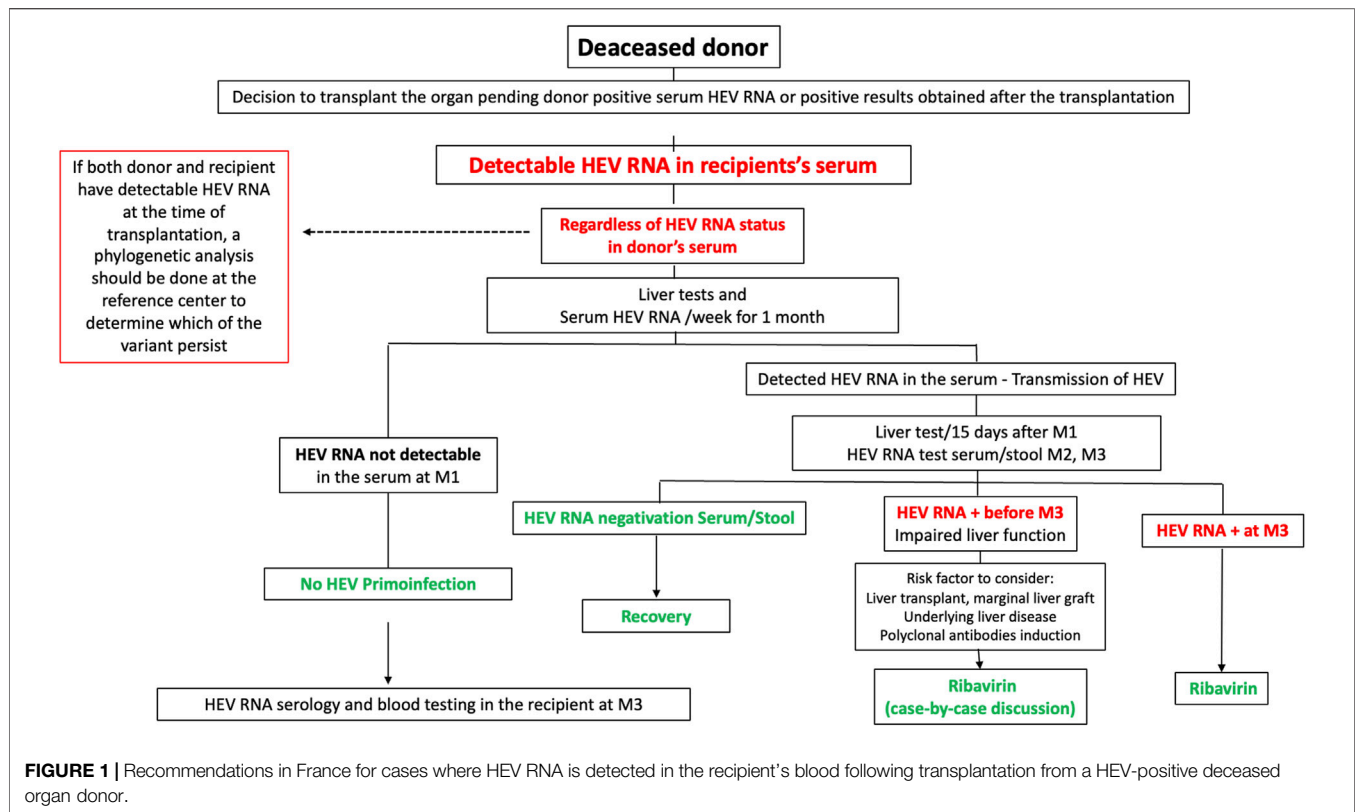 Deaceased donor
Decision to transplant the organ pending donor positive serum HEV RNA or positive results obtained after the transplantation
Detectable HEV RNA in recipients's serum
If both donor and recipient
have detectable HEV RNA
at the time of
transplantation, a
phylogenetic analysis
should be done at the
reference center to
determine which of the
variant persist
Regardless of HEV RNA status
in donor's serum
Liver tests and
Serum HEV RNA /week for 1 month
Detected HEV RNA in the serum - Transmission of HEV
Liver test/15 days after M1
HEV RNA test serum/stool M2, M3
HEV RNA not detectable
in the serum at M1
HEV RNA negativation Serum/Stool
HEV RNA + before M3
Impaired liver function
HEV RNA + at M3
No HEV Primoinfection
Recovery
Risk factor to consider:
Liver transplant, marginal liver graft
Underlying liver disease
Polyclonal antibodies induction
Ribavirin
(case-by-case discussion)
Ribavirin
HEV RNA serology and blood testing in the recipient at M3
FIGURE 1 | Recommendations in France for cases where HEV RNA is detected in the recipient's blood following transplantation from a HEV-positive deceased
organ donor.